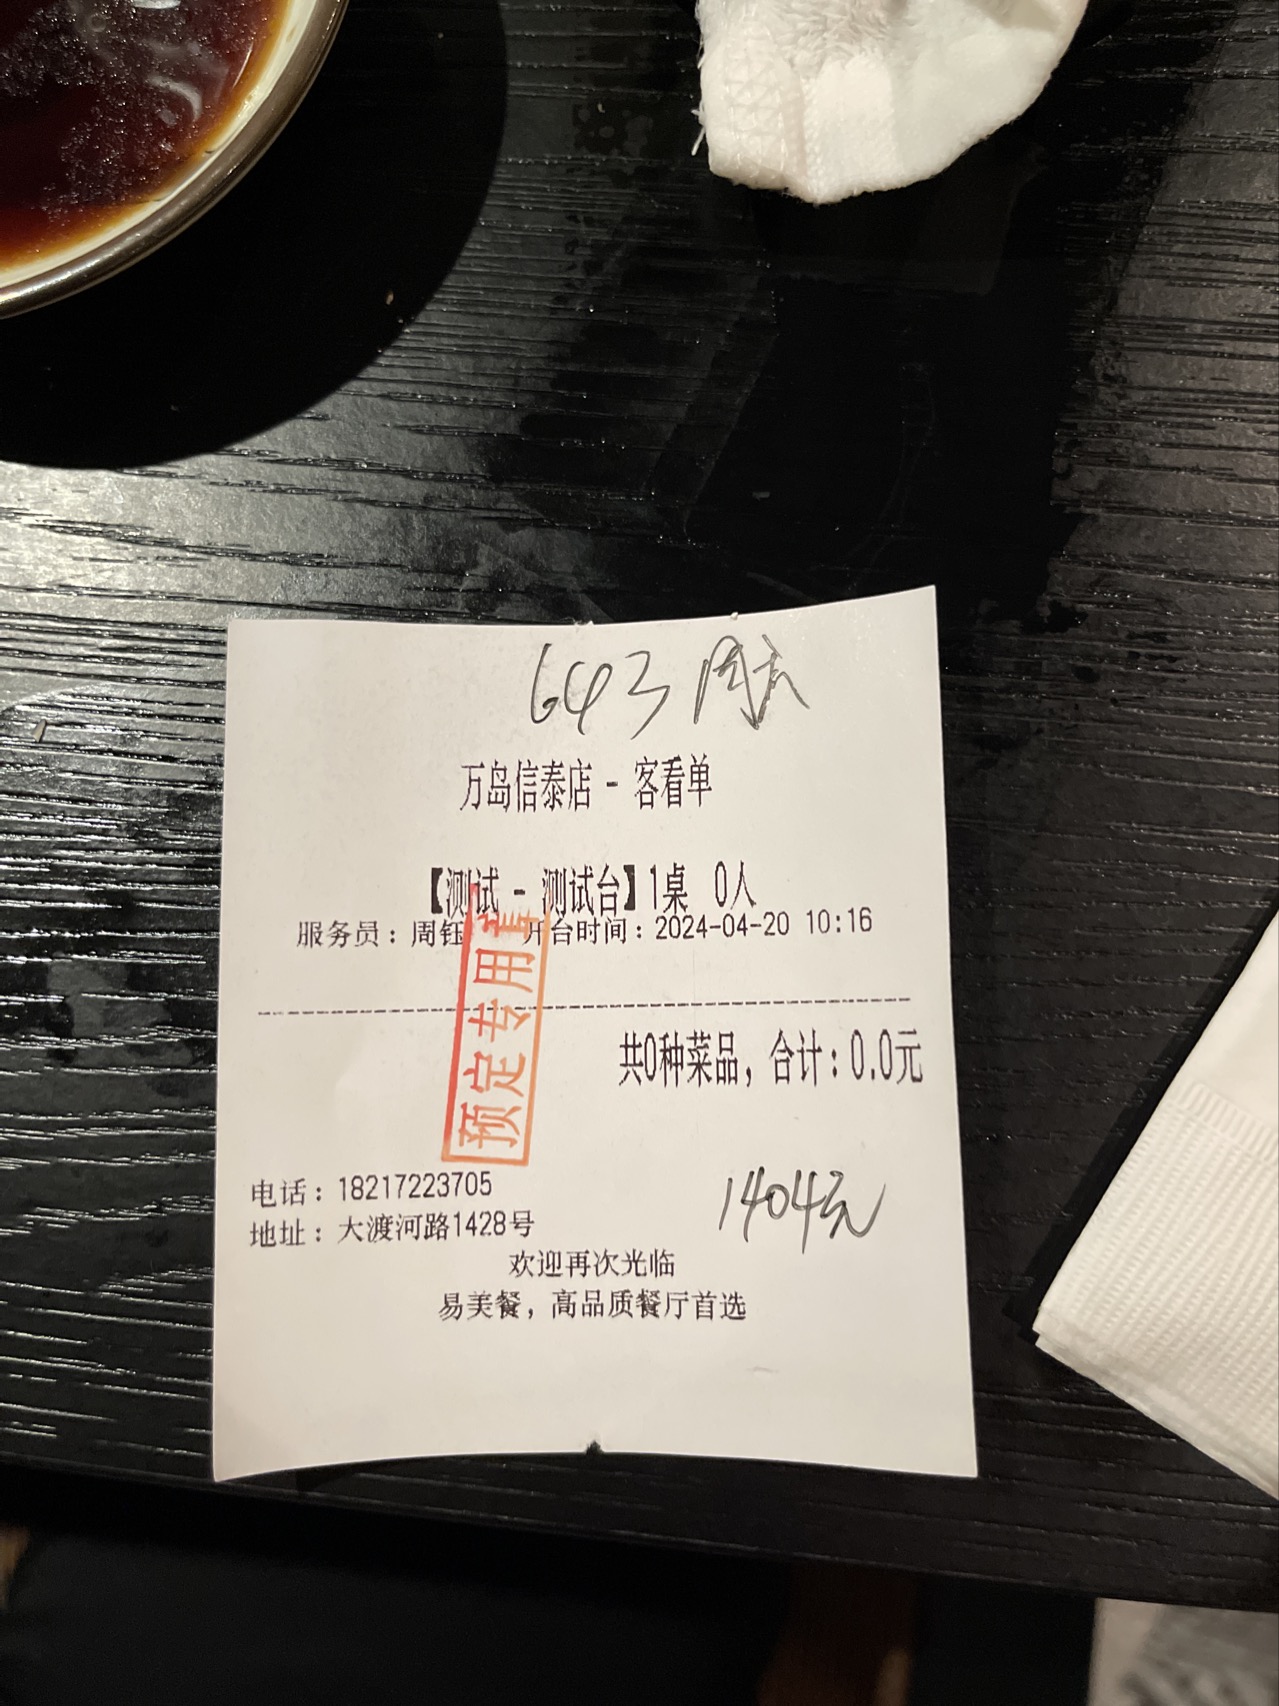 643
万岛信泰店 - 客看单
【测试 - 测试台】1桌 0人
服务员：周钰 开台时间：2024-04-20 10:16
预定专用章
共0种菜品，合计：0.0元
电话：18217223705
1404元
地址：大渡河路1428号
欢迎再次光临
易美餐，高品质餐厅首选